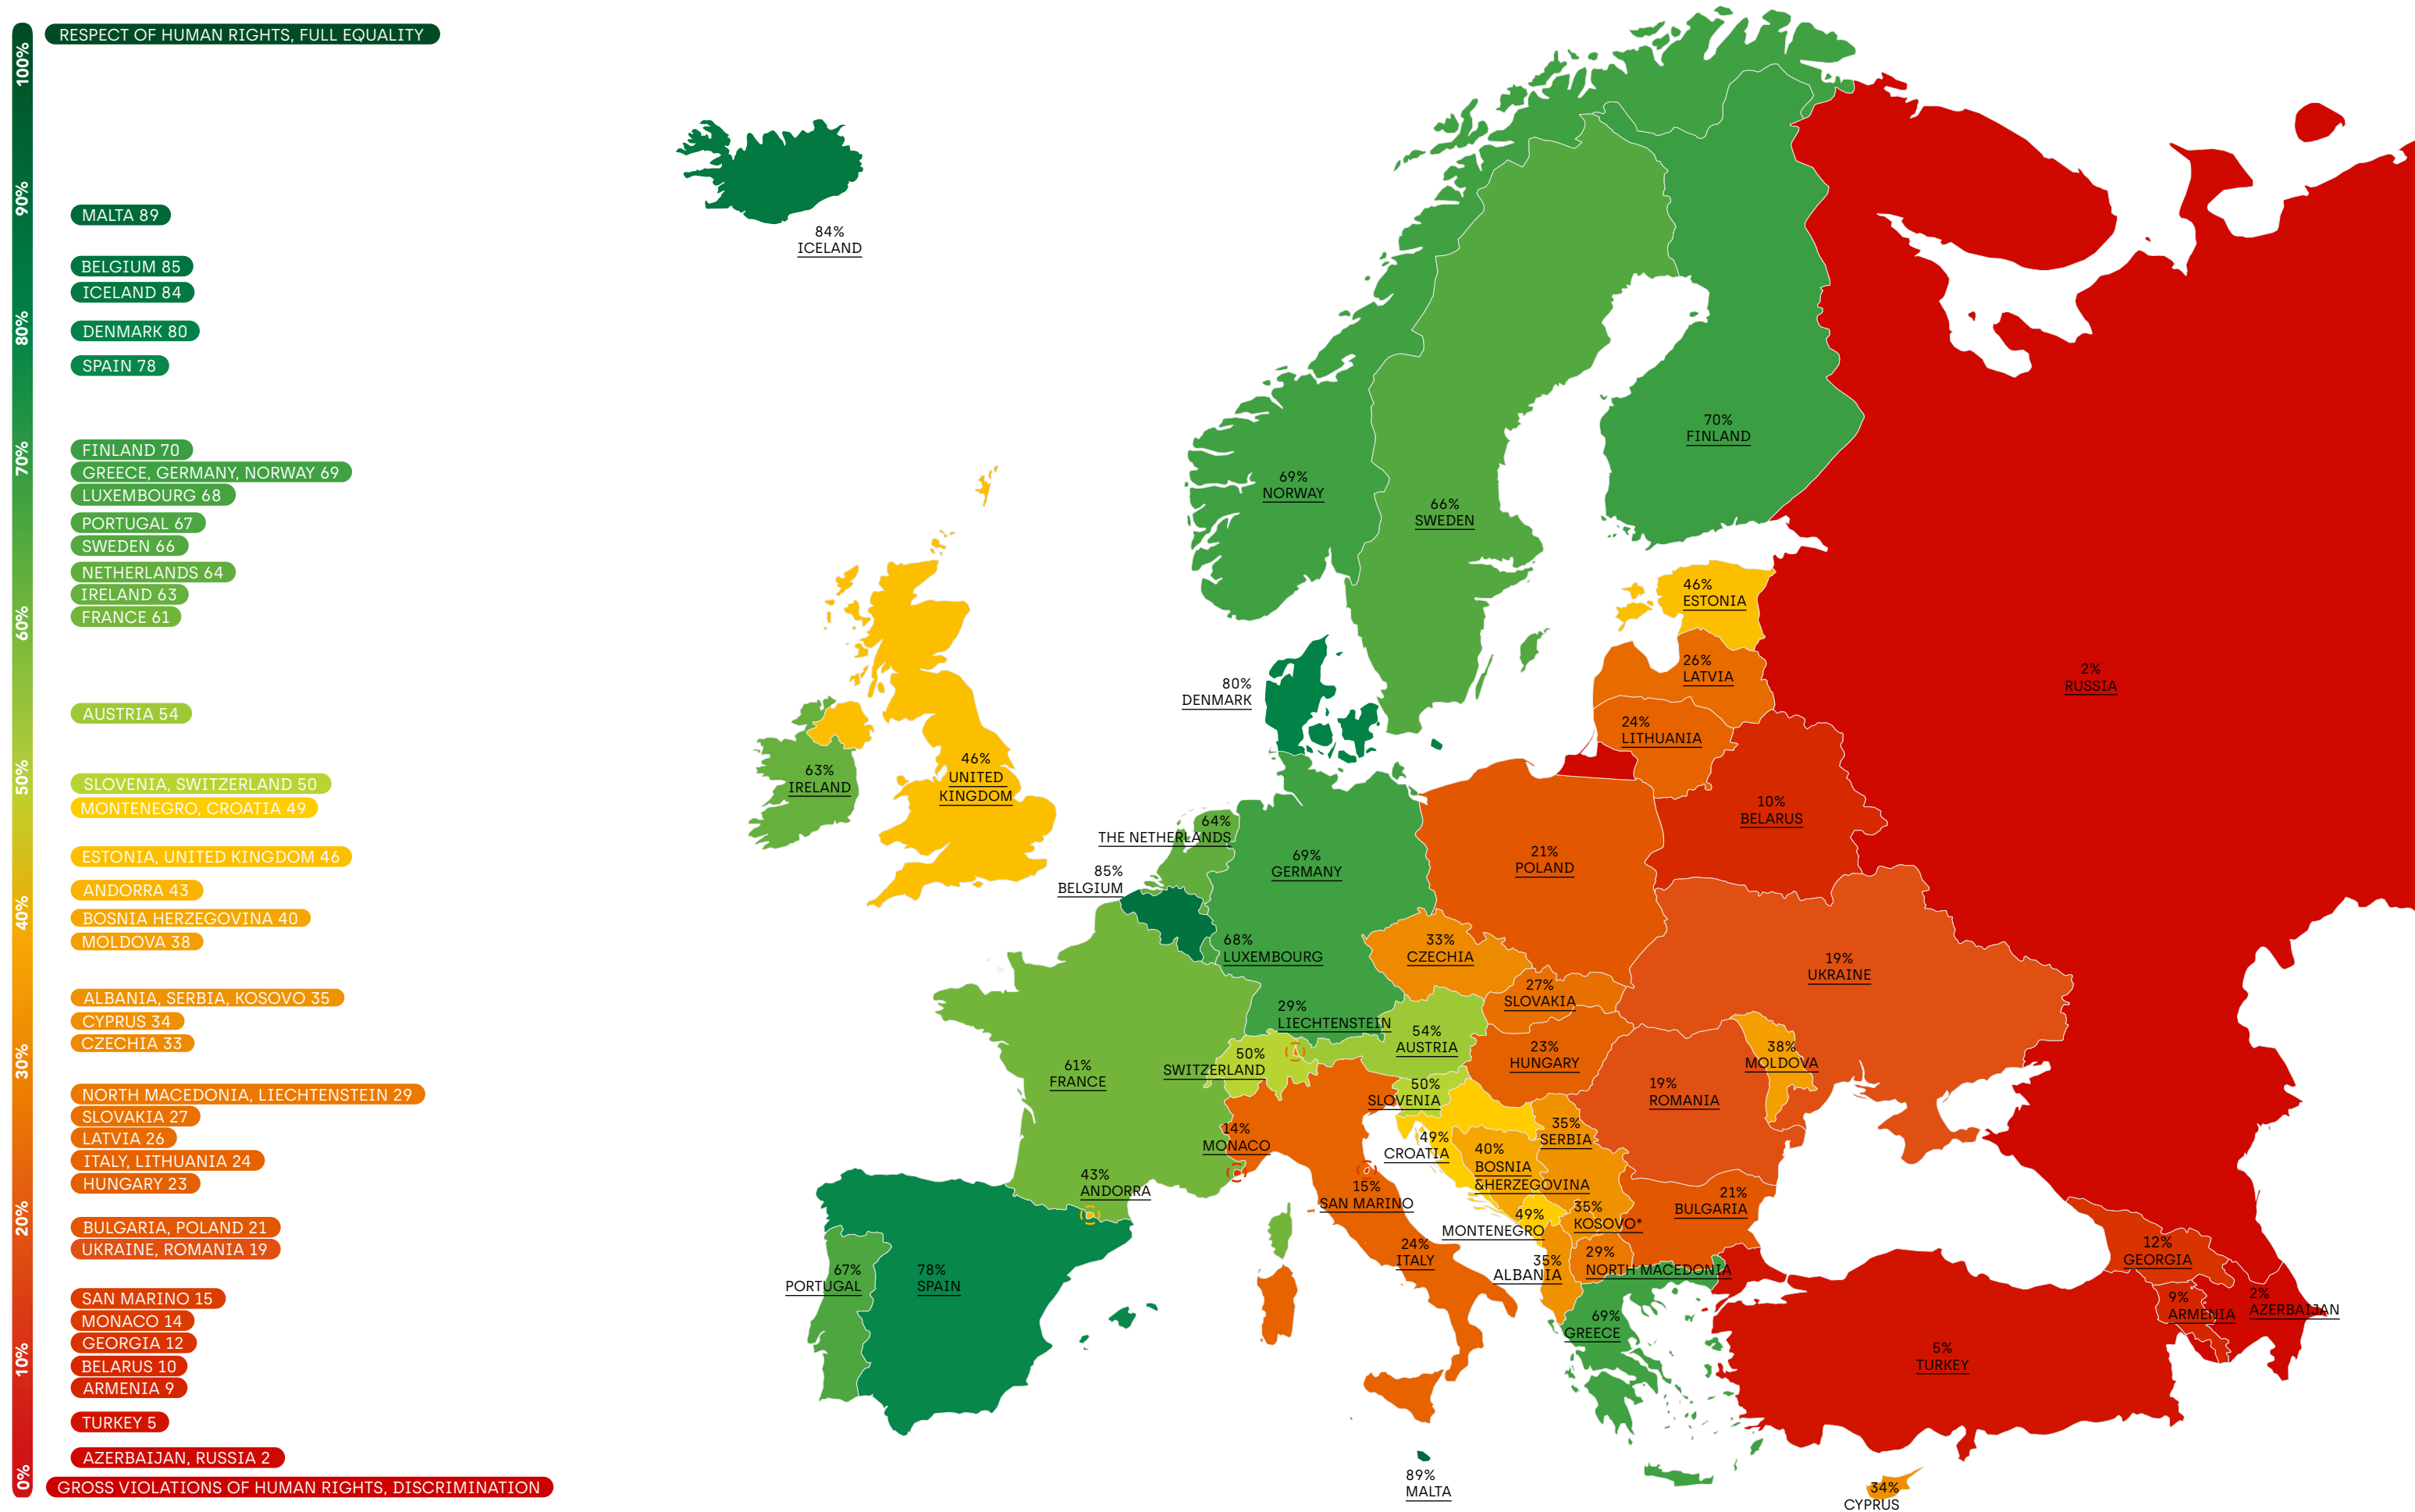 100%
RESPECT OF HUMAN RIGHTS, FULL EQUALITY
90%
MALTA 89
BELGIUM 85
ICELAND 84
80%
DENMARK 80
SPAIN 78
70%
FINLAND 70
GREECE, GERMANY, NORWAY 69
LUXEMBOURG 68
PORTUGAL 67
SWEDEN 66
NETHERLANDS 64
IRELAND 63
60%
FRANCE 61
AUSTRIA 54
50%
SLOVENIA, SWITZERLAND 50
MONTENEGRO, CROATIA 49
ESTONIA, UNITED KINGDOM 46
ANDORRA 43
40%
BOSNIA HERZEGOVINA 40
MOLDOVA 38
ALBANIA, SERBIA, KOSOVO 35
CYPRUS 34
CZECHIA 33
30%
NORTH MACEDONIA, LIECHTENSTEIN 29
SLOVAKIA 27
LATVIA 26
ITALY, LITHUANIA 24
HUNGARY 23
20%
BULGARIA, POLAND 21
UKRAINE, ROMANIA 19
SAN MARINO 15
MONACO 14
GEORGIA 12
10%
BELARUS 10
ARMENIA 9
TURKEY 5
AZERBAIJAN, RUSSIA 2
0%
GROSS VIOLATIONS OF HUMAN RIGHTS, DISCRIMINATION
84%
ICELAND
70%
FINLAND
69%
NORWAY
66%
SWEDEN
46%
ESTONIA
26%
LATVIA
2%
RUSSIA
80%
DENMARK
24%
LITHUANIA
63%
IRELAND
46%
UNITED
KINGDOM
10%
BELARUS
64%
THE NETHERLANDS
69%
GERMANY
21%
POLAND
85%
BELGIUM
68%
LUXEMBOURG
33%
CZECHIA
19%
UKRAINE
27%
SLOVAKIA
29%
LIECHTENSTEIN
54%
AUSTRIA
23%
HUNGARY
38%
MOLDOVA
61%
FRANCE
50%
SWITZERLAND
50%
SLOVENIA
19%
ROMANIA
14%
MONACO
49%
CROATIA
35%
SERBIA
40%
BOSNIA
&HERZEGOVINA
43%
ANDORRA
15%
SAN MARINO
49%
MONTENEGRO
35%
KOSOVO*
21%
BULGARIA
24%
ITALY
35%
ALBANIA
29%
NORTH MACEDONIA
12%
GEORGIA
67%
PORTUGAL
78%
SPAIN
69%
GREECE
9%
ARMENIA
2%
AZERBAIJAN
5%
TURKEY
89%
MALTA
34%
CYPRUS